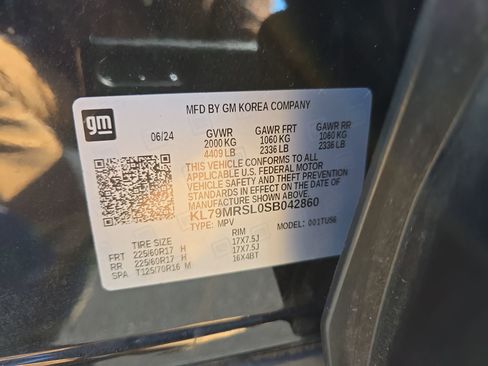 MFD BY GM KOREA COMPANY
gm
06/24 GVWR GAWR FRT GAWR RR
2000 KG 1060 KG 1060 KG
4409 LB 2336 LB 2336 LB
THIS VEHICLE CONFORMS TO ALL
APPLICABLE U.S. FEDERAL MOTOR
VEHICLE SAFETY AND THEFT PREVENTION
STANDARDS IN EFFECT ON THE DATE OF
MANUFACTURE SHOWN ABOVE.
KL79MRSL0SB042860
TYPE: MPV MODEL: 001TU56
TIRE SIZE RIM
FRT 225/60R17 H 17X7.5J
RR 225/60R17 H 17X7.5J
SPA T125/70R16 M 16X4BT